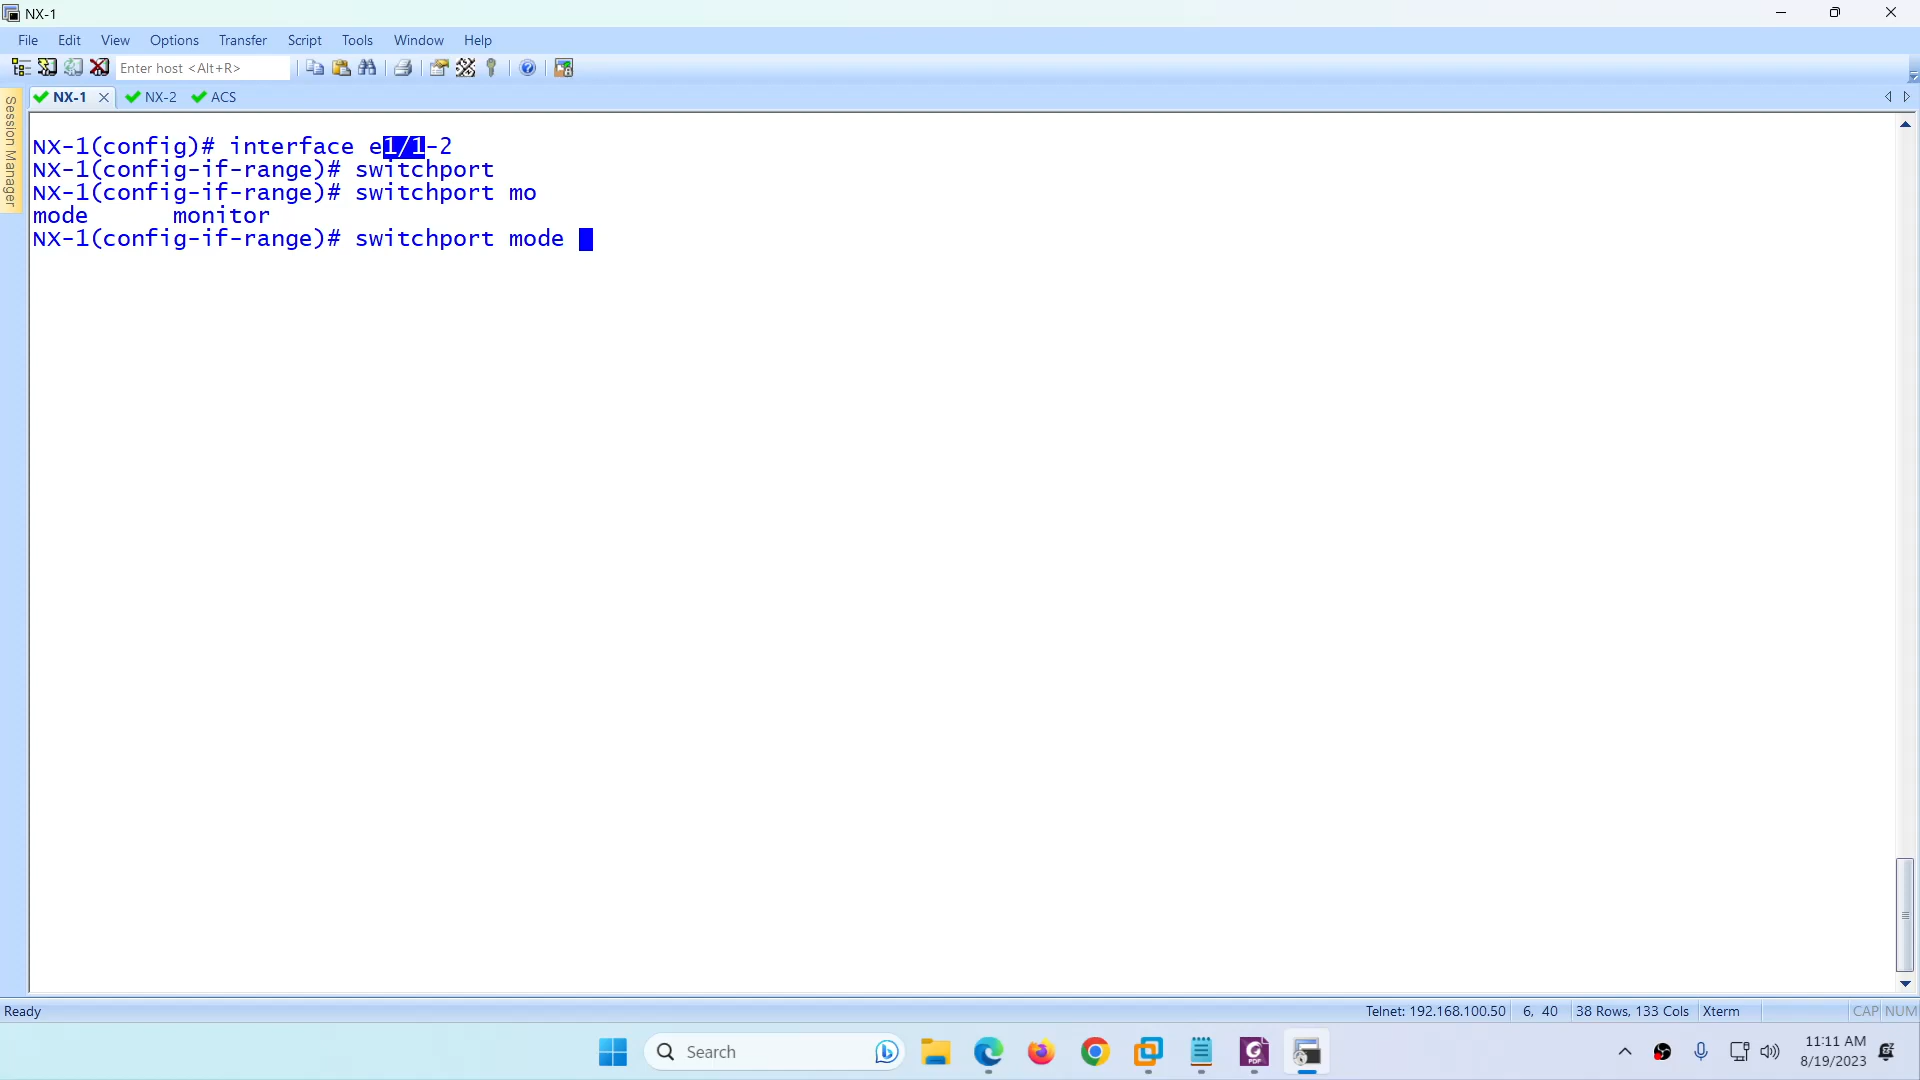 NX-1
File Edit View Options Transfer Script Tools Window Help
Enter host <Alt+R>
NX-1 NX-2 ACS
Session Manager
NX-1(config)# interface e1/1-2
NX-1(config-if-range)# switchport
NX-1(config-if-range)# switchport mo
mode monitor
NX-1(config-if-range)# switchport mode
Ready Telnet: 192.168.100.50 6, 40 38 Rows, 133 Cols Xterm CAP NUM
Search 11:11 AM
8/19/2023